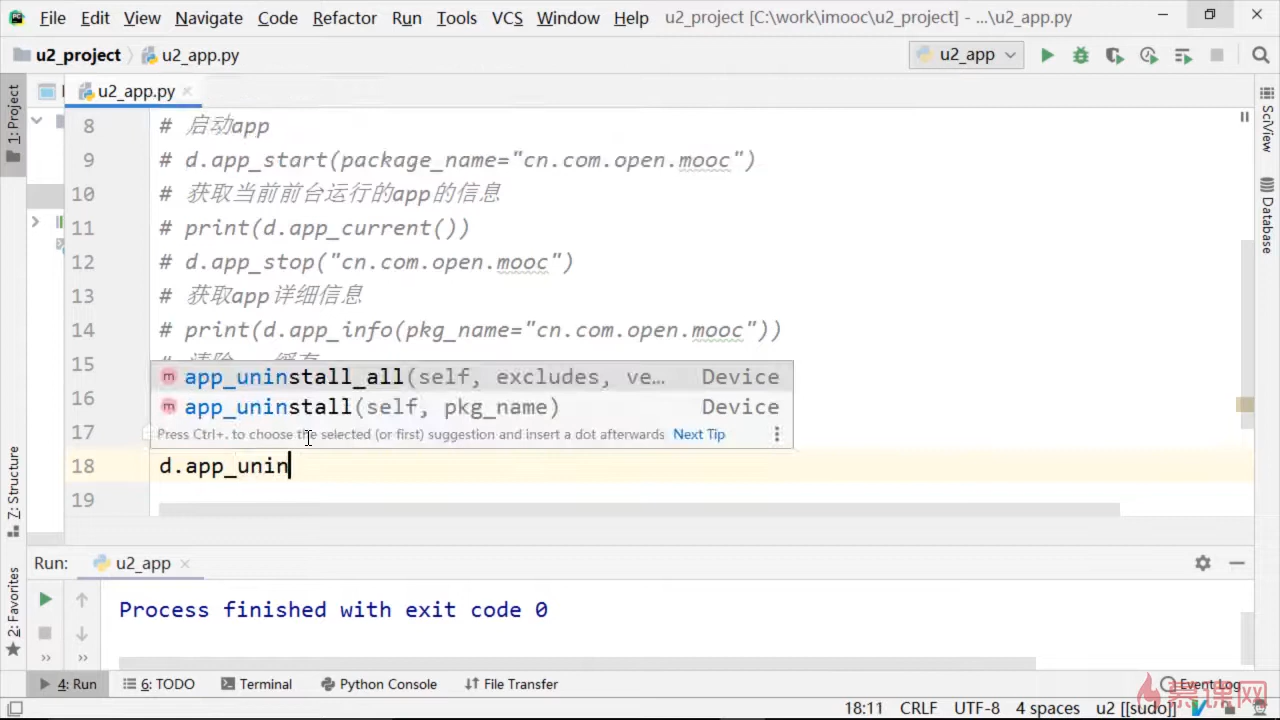 File Edit View Navigate Code Refactor Run Tools VCS Window Help u2_project [C:\work\imooc\u2_project] - ...\u2_app.py
u2_project u2_app.py u2_app
u2_app.py
1: Project
8 # 启动app
9 # d.app_start(package_name="cn.com.open.mooc")
10 # 获取当前前台运行的app的信息
11 # print(d.app_current())
12 # d.app_stop("cn.com.open.mooc")
13 # 获取app详细信息
14 # print(d.app_info(pkg_name="cn.com.open.mooc"))
15
16
17
app_uninstall_all(self, excludes, ve… Device
app_uninstall(self, pkg_name) Device
Press Ctrl+. to choose the selected (or first) suggestion and insert a dot afterwards Next Tip
18 d.app_unin
19
SciView
Database
Z: Structure
2: Favorites
Run: u2_app
Process finished with exit code 0
4: Run 6: TODO Terminal Python Console File Transfer Event Log
18:11 CRLF UTF-8 4 spaces u2 [[sudo]]
慕课网